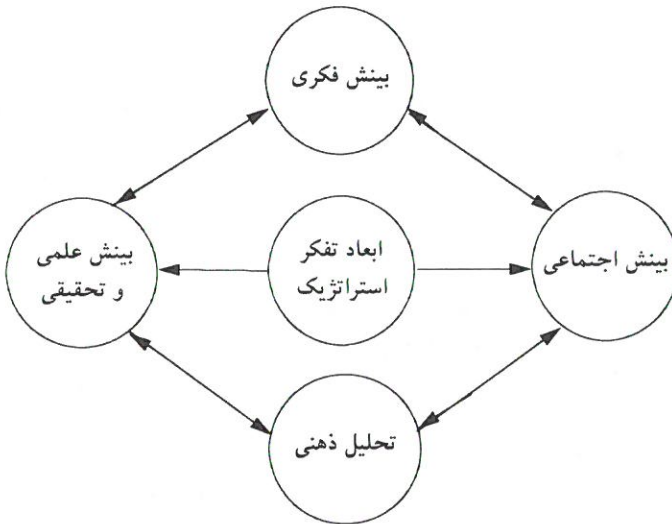 بینش فکری
بینش اجتماعی
ابعاد تفکر
استراتژیک
بینش علمی
و تحقیقی
تحلیل ذهنی